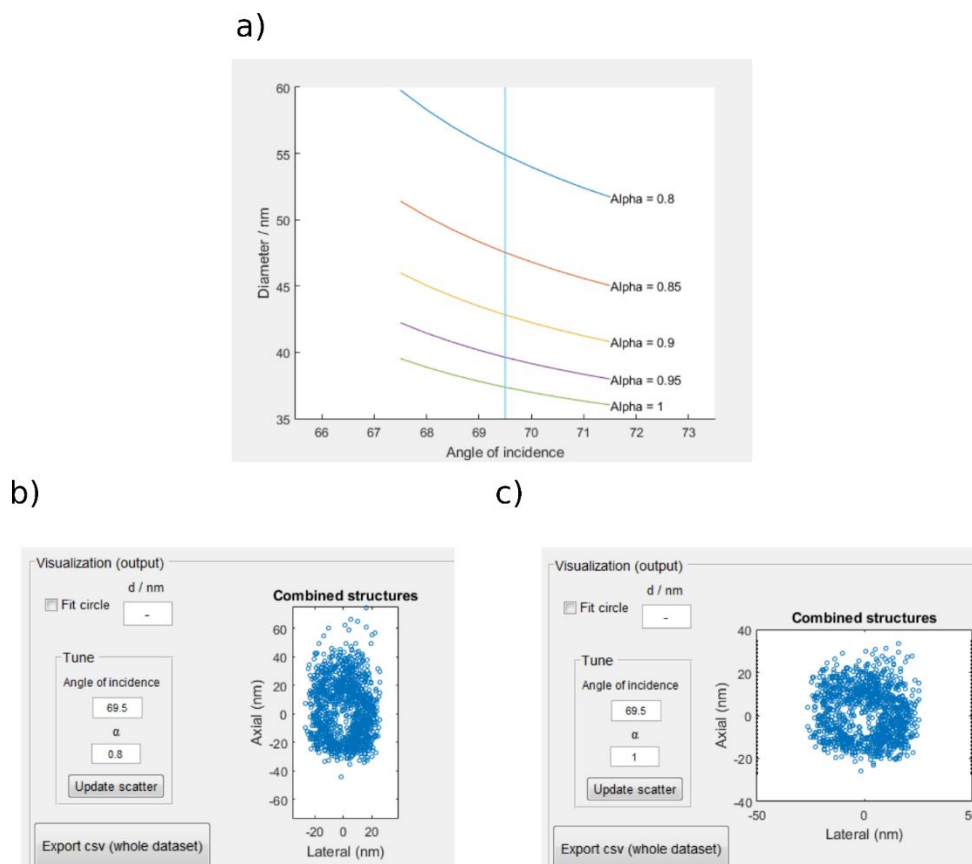 a)
60
55
50
45
40
35
Diameter / nm
Alpha = 0.8
Alpha = 0.85
Alpha = 0.9
Alpha = 0.95
Alpha = 1
66 67 68 69 70 71 72 73
Angle of incidence
b)
Visualization (output)
d / nm
Fit circle
-
Tune
Angle of incidence
69.5
α
0.8
Update scatter
Export csv (whole dataset)
Combined structures
60
40
20
0
-20
-40
-60
Axial (nm)
-20 0 20
Lateral (nm)
c)
Visualization (output)
d / nm
Fit circle
-
Tune
Angle of incidence
69.5
α
1
Update scatter
Export csv (whole dataset)
Combined structures
40
20
0
-20
-40
Axial (nm)
-50 0 50
Lateral (nm)